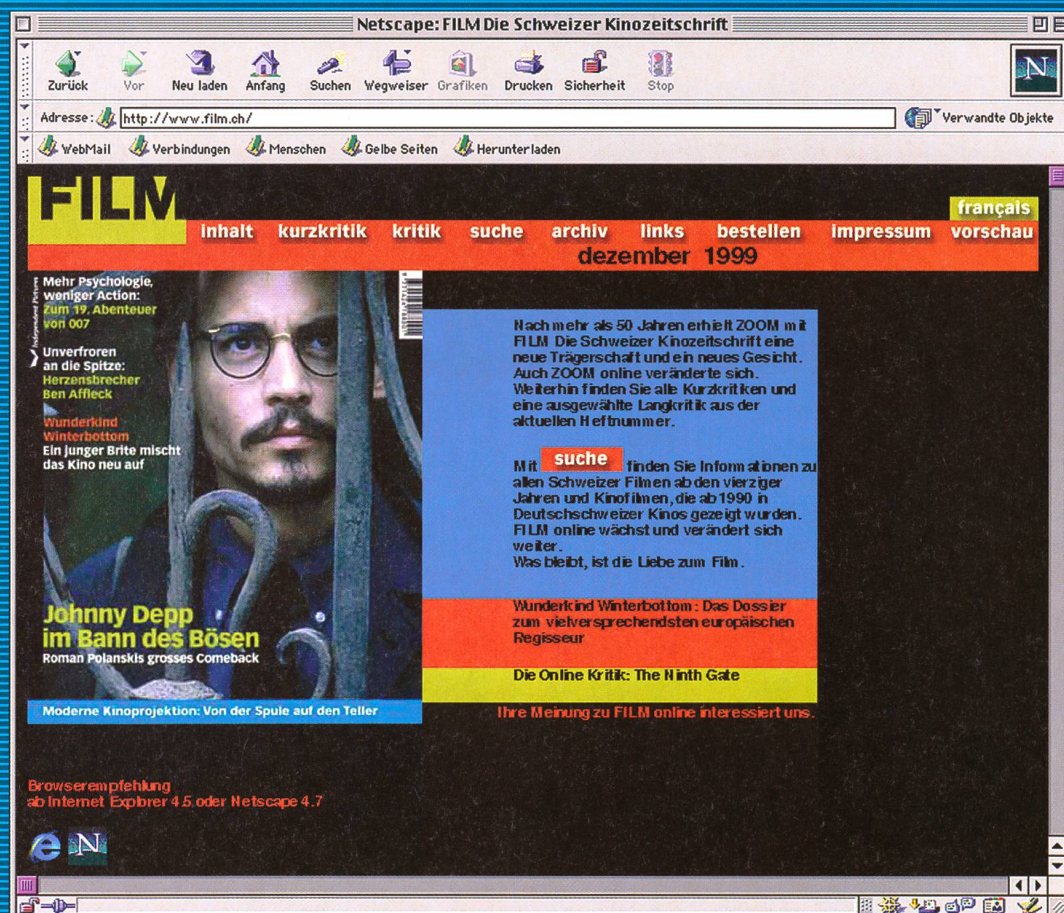 Netscape: FILM Die Schweizer Kinozeitschrift
Zurück Vor Neu laden Anfang Suchen Wegweiser Grafiken Drucken Sicherheit Stop
N
Adresse: http://www.film.ch/ Verwandte Objekte
WebMail Verbindungen Menschen Gelbe Seiten Herunterladen
FILM
français
inhalt kurzkritik kritik suche archiv links bestellen impressum vorschau
dezember 1999
Mehr Psychologie,
weniger Action:
Zum 19. Abenteuer
von 007
Independent Pictures
Unverfroren
an die Spitze:
Herzensbrecher
Ben Affleck
Wunderkind
Winterbottom
Ein junger Brite mischt
das Kino neu auf
Johnny Depp
im Bann des Bösen
Roman Polanskis grosses Comeback
Moderne Kinoprojektion: Von der Spule auf den Teller
Nach mehr als 50 Jahren erhielt ZOOM mit
FILM Die Schweizer Kinozeitschrift eine
neue Trägerschaft und ein neues Gesicht.
Auch ZOOM online veränderte sich.
Weiterhin finden Sie alle Kurzkritiken und
eine ausgewählte Langkritik aus der
aktuellen Heftnummer.
Mit suche finden Sie Informationen zu
allen Schweizer Filmen ab den vierziger
Jahren und Kinofilmen, die ab 1990 in
Deutschschweizer Kinos gezeigt wurden.
FILM online wächst und verändert sich
weiter.
Was bleibt, ist die Liebe zum Film.
Wunderkind Winterbottom: Das Dossier
zum vielversprechendsten europäischen
Regisseur
Die Online Kritik: The Ninth Gate
Ihre Meinung zu FILM online interessiert uns.
Browserempfehlung
ab Internet Explorer 4.5 oder Netscape 4.7
N